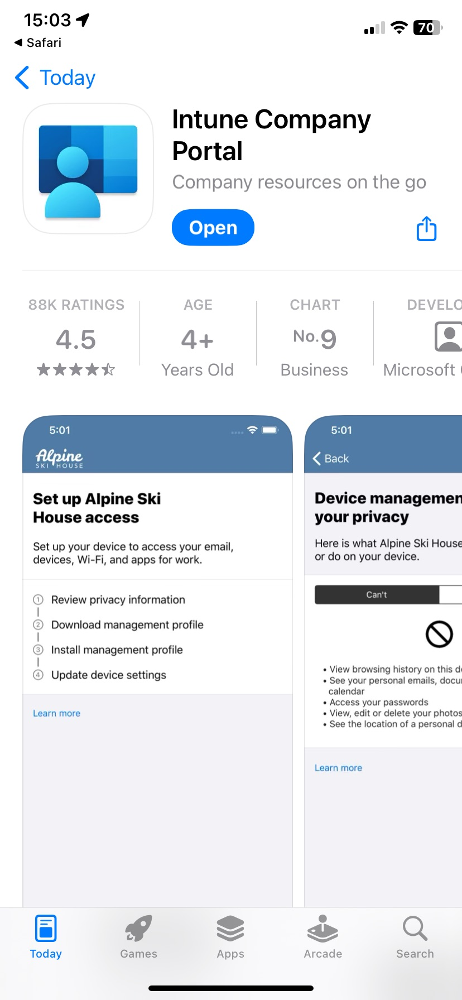 15:03
Safari
Today
Intune Company
Portal
Company resources on the go
Open
88K RATINGS
4.5
AGE
4+
Years Old
CHART
No.9
Business
DEVELO
Microsoft
5:01
Alpine
SKI HOUSE
Set up Alpine Ski
House access
Set up your device to access your email,
devices, Wi-Fi, and apps for work.
1 Review privacy information
2 Download management profile
3 Install management profile
4 Update device settings
Learn more
5:01
Back
Device managemen
your privacy
Here is what Alpine Ski House
or do on your device.
Can't
• View browsing history on this d
• See your personal emails, docu
calendar
• Access your passwords
• View, edit or delete your photos
• See the location of a personal d
Learn more
Today
Games
Apps
Arcade
Search
70